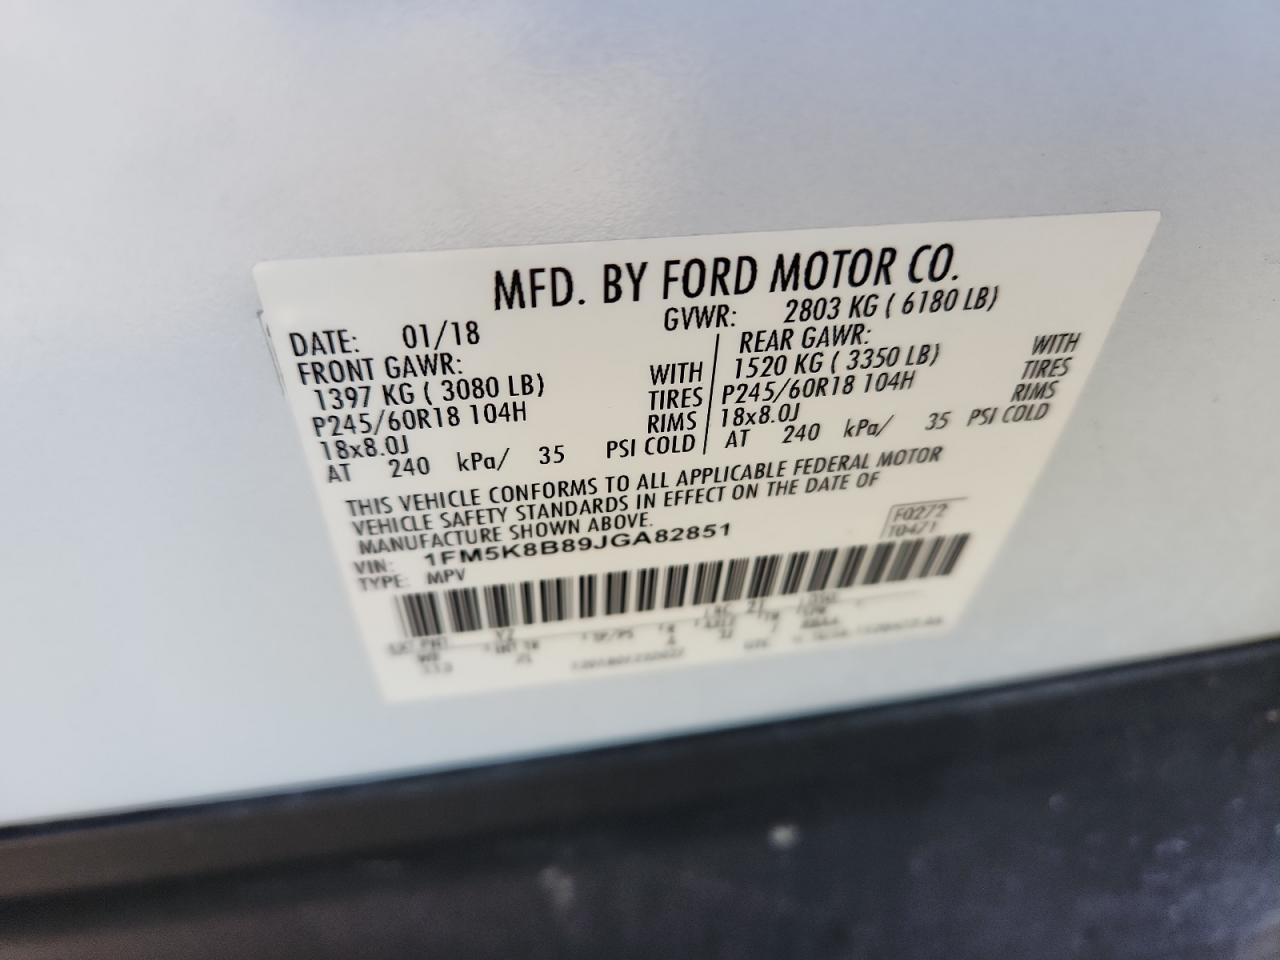 MFD. BY FORD MOTOR CO.
DATE: 01/18 GVWR: 2803 KG ( 6180 LB)
FRONT GAWR: REAR GAWR:
1397 KG ( 3080 LB) WITH 1520 KG ( 3350 LB) WITH
P245/60R18 104H TIRES P245/60R18 104H TIRES
18x8.0J RIMS 18x8.0J RIMS
AT 240 kPa/ 35 PSI COLD AT 240 kPa/ 35 PSI COLD
THIS VEHICLE CONFORMS TO ALL APPLICABLE FEDERAL MOTOR
VEHICLE SAFETY STANDARDS IN EFFECT ON THE DATE OF
MANUFACTURE SHOWN ABOVE.
F0272
T0471
VIN: 1FM5K8B89JGA82851
TYPE: MPV
EXT PNT